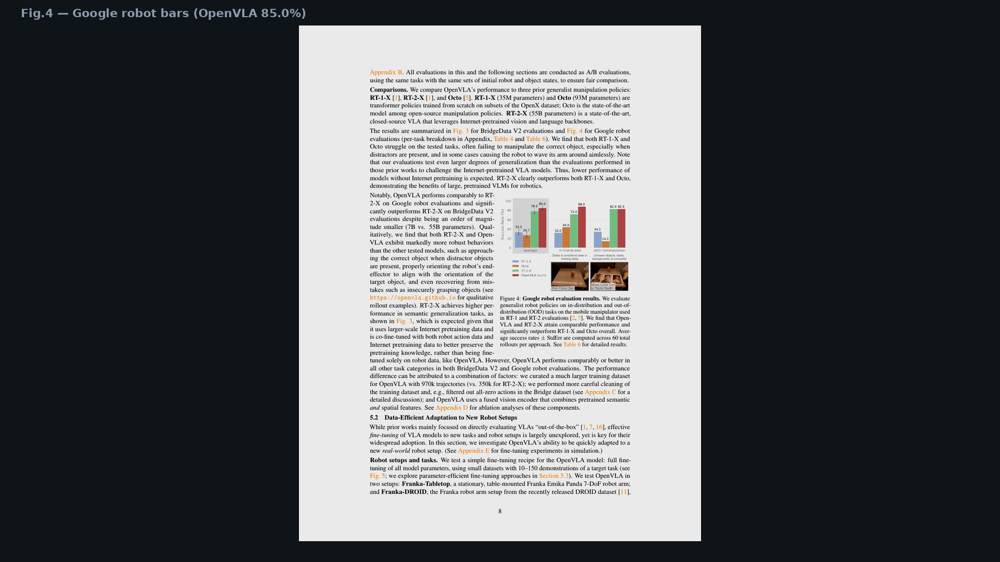 Fig.4 — Google robot bars (OpenVLA 85.0%)
Appendix B. All evaluations in this and the following sections are conducted as A/B evaluations,
using the same tasks with the same sets of initial robot and object states, to ensure fair comparison.
Comparisons. We compare OpenVLA's performance to three prior generalist manipulation policies:
RT-1-X [1], RT-2-X [1], and Octo [5]. RT-1-X (35M parameters) and Octo (93M parameters) are
transformer policies trained from scratch on subsets of the OpenX dataset; Octo is the state-of-the-art
model among open-source manipulation policies. RT-2-X (55B parameters) is a state-of-the-art,
closed-source VLA that leverages Internet-pretrained vision and language backbones.
The results are summarized in Fig. 3 for BridgeData V2 evaluations and Fig. 4 for Google robot
evaluations (per-task breakdown in Appendix, Table 4 and Table 6). We find that both RT-1-X and
Octo struggle on the tested tasks, often failing to manipulate the correct object, especially when
distractors are present, and in some cases causing the robot to wave its arm around aimlessly. Note
that our evaluations test even larger degrees of generalization than the evaluations performed in
those prior works to challenge the Internet-pretrained VLA models. Thus, lower performance of
models without Internet pretraining is expected. RT-2-X clearly outperforms both RT-1-X and Octo,
demonstrating the benefits of large, pretrained VLMs for robotics.
Notably, OpenVLA performs comparably to RT-
2-X on Google robot evaluations and signifi-
cantly outperforms RT-2-X on BridgeData V2
evaluations despite being an order of magni-
tude smaller (7B vs. 55B parameters). Qual-
itatively, we find that both RT-2-X and Open-
VLA exhibit markedly more robust behaviors
than the other tested models, such as approach-
ing the correct object when distractor objects
are present, properly orienting the robot's end-
effector to align with the orientation of the
target object, and even recovering from mis-
takes such as insecurely grasping objects (see
https://openvla.github.io for qualitative
rollout examples). RT-2-X achieves higher per-
formance in semantic generalization tasks, as
shown in Fig. 3, which is expected given that
it uses larger-scale Internet pretraining data and
is co-fine-tuned with both robot action data and
Internet pretraining data to better preserve the
pretraining knowledge, rather than being fine-
tuned solely on robot data, like OpenVLA. However, OpenVLA performs comparably or better in
all other task categories in both BridgeData V2 and Google robot evaluations. The performance
difference can be attributed to a combination of factors: we curated a much larger training dataset
for OpenVLA with 970k trajectories (vs. 350k for RT-2-X); we performed more careful cleaning of
the training dataset and, e.g., filtered out all-zero actions in the Bridge dataset (see Appendix C for a
detailed discussion); and OpenVLA uses a fused vision encoder that combines pretrained semantic
and spatial features. See Appendix D for ablation analyses of these components.
Success Rate (%)
100
80
60
40
20
0
33.3 26.7 78.3 85.0
32.0 44.0 72.0 88.0
34.3 14.3 82.9 82.9
Average
In-Distribution
(Tasks & conditions seen in
training data)
OOD Generalization
(Unseen objects, tasks,
backgrounds, & concepts)
RT-1-X
Octo
RT-2-X
OpenVLA (ours)
Pick Coke Can
Move Coke Can
to Taylor Swift
Figure 4: Google robot evaluation results. We evaluate
generalist robot policies on in-distribution and out-of-
distribution (OOD) tasks on the mobile manipulator used
in RT-1 and RT-2 evaluations [2, 7]. We find that Open-
VLA and RT-2-X attain comparable performance and
significantly outperform RT-1-X and Octo overall. Aver-
age success rates ± StdErr are computed across 60 total
rollouts per approach. See Table 6 for detailed results.
5.2 Data-Efficient Adaptation to New Robot Setups
While prior works mainly focused on directly evaluating VLAs “out-of-the-box” [1, 7, 16], effective
fine-tuning of VLA models to new tasks and robot setups is largely unexplored, yet is key for their
widespread adoption. In this section, we investigate OpenVLA's ability to be quickly adapted to a
new real-world robot setup. (See Appendix E for fine-tuning experiments in simulation.)
Robot setups and tasks. We test a simple fine-tuning recipe for the OpenVLA model: full fine-
tuning of all model parameters, using small datasets with 10–150 demonstrations of a target task (see
Fig. 5; we explore parameter-efficient fine-tuning approaches in Section 5.3). We test OpenVLA in
two setups: Franka-Tabletop, a stationary, table-mounted Franka Emika Panda 7-DoF robot arm;
and Franka-DROID, the Franka robot arm setup from the recently released DROID dataset [11],
8